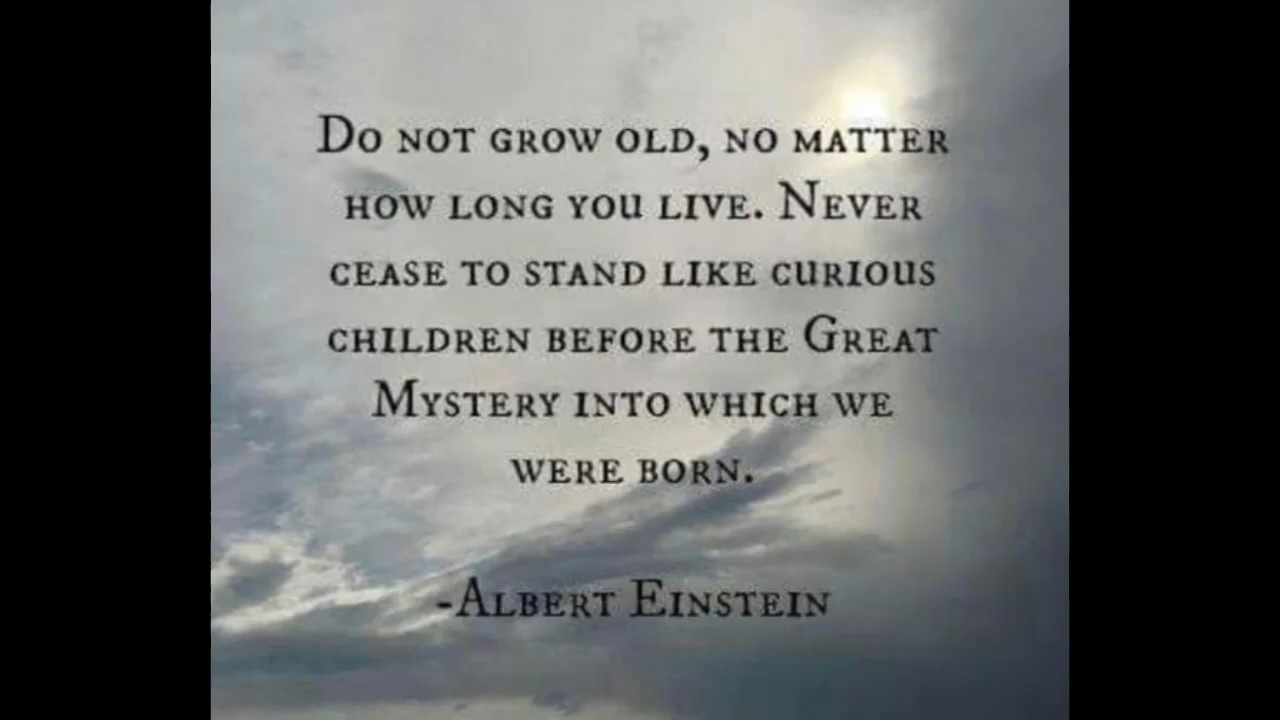 Do not grow old, no matter
how long you live. Never
cease to stand like curious
children before the Great
Mystery into which we
were born.
-Albert Einstein